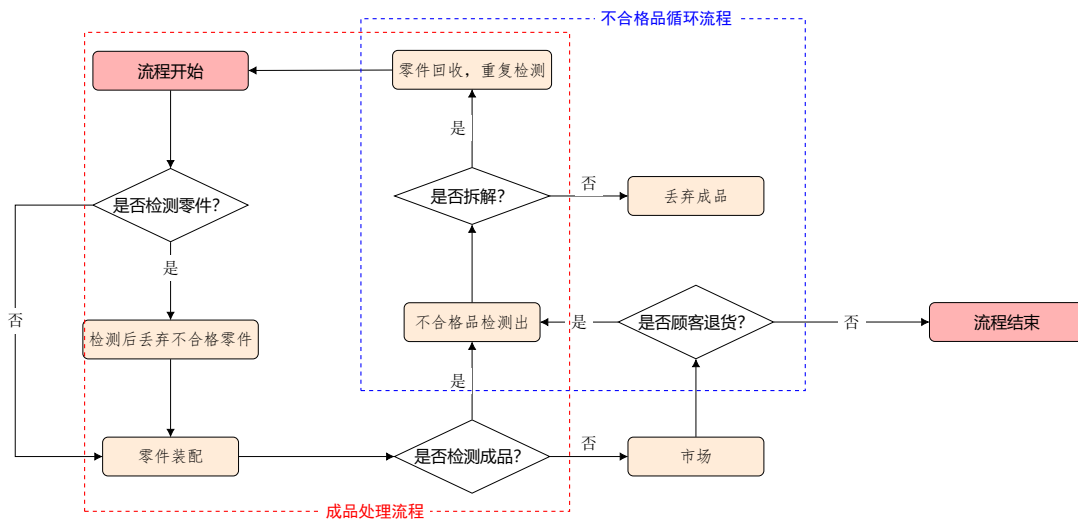 不合格品循环流程
流程开始
零件回收，重复检测
是
是否拆解？
否
丢弃成品
是否检测零件？
是
否
检测后丢弃不合格零件
不合格品检测出
是
是否顾客退货？
否
流程结束
是
零件装配
是否检测成品？
否
市场
成品处理流程